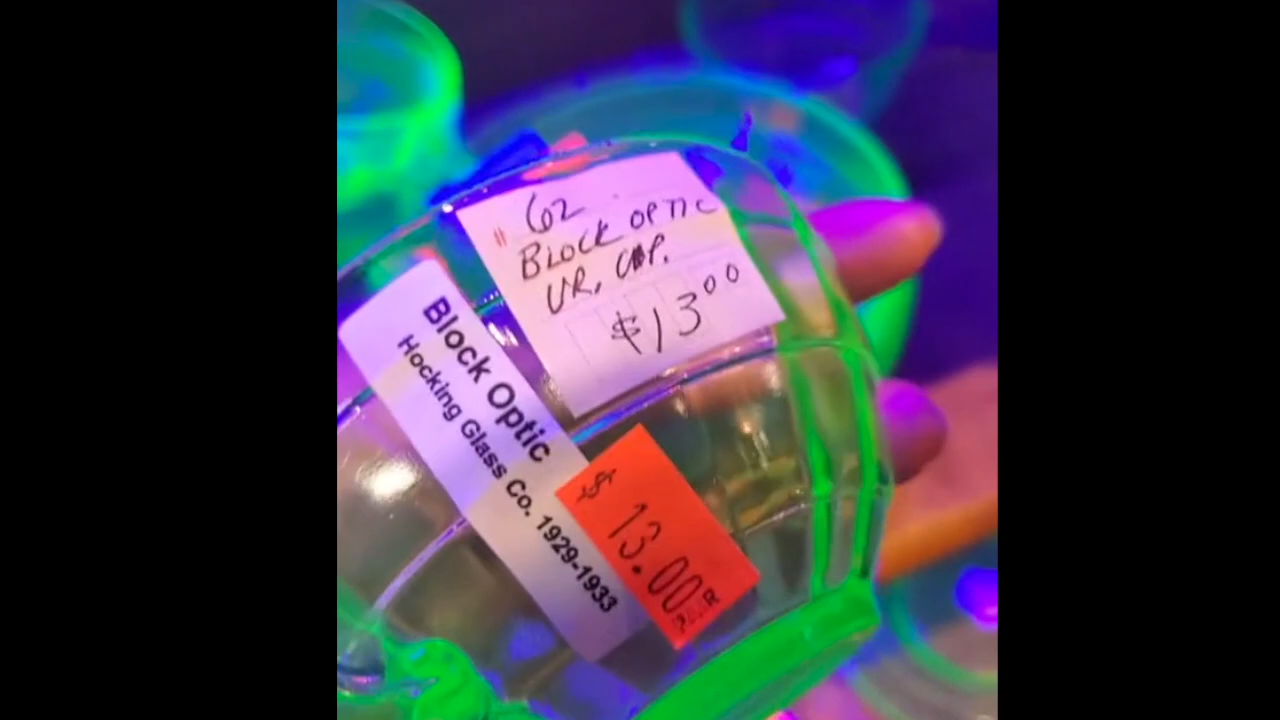 62
BLOCK OPTIC
UR. CUP.
$13.00
Block Optic
Hocking Glass Co. 1929-1933
$
13.00